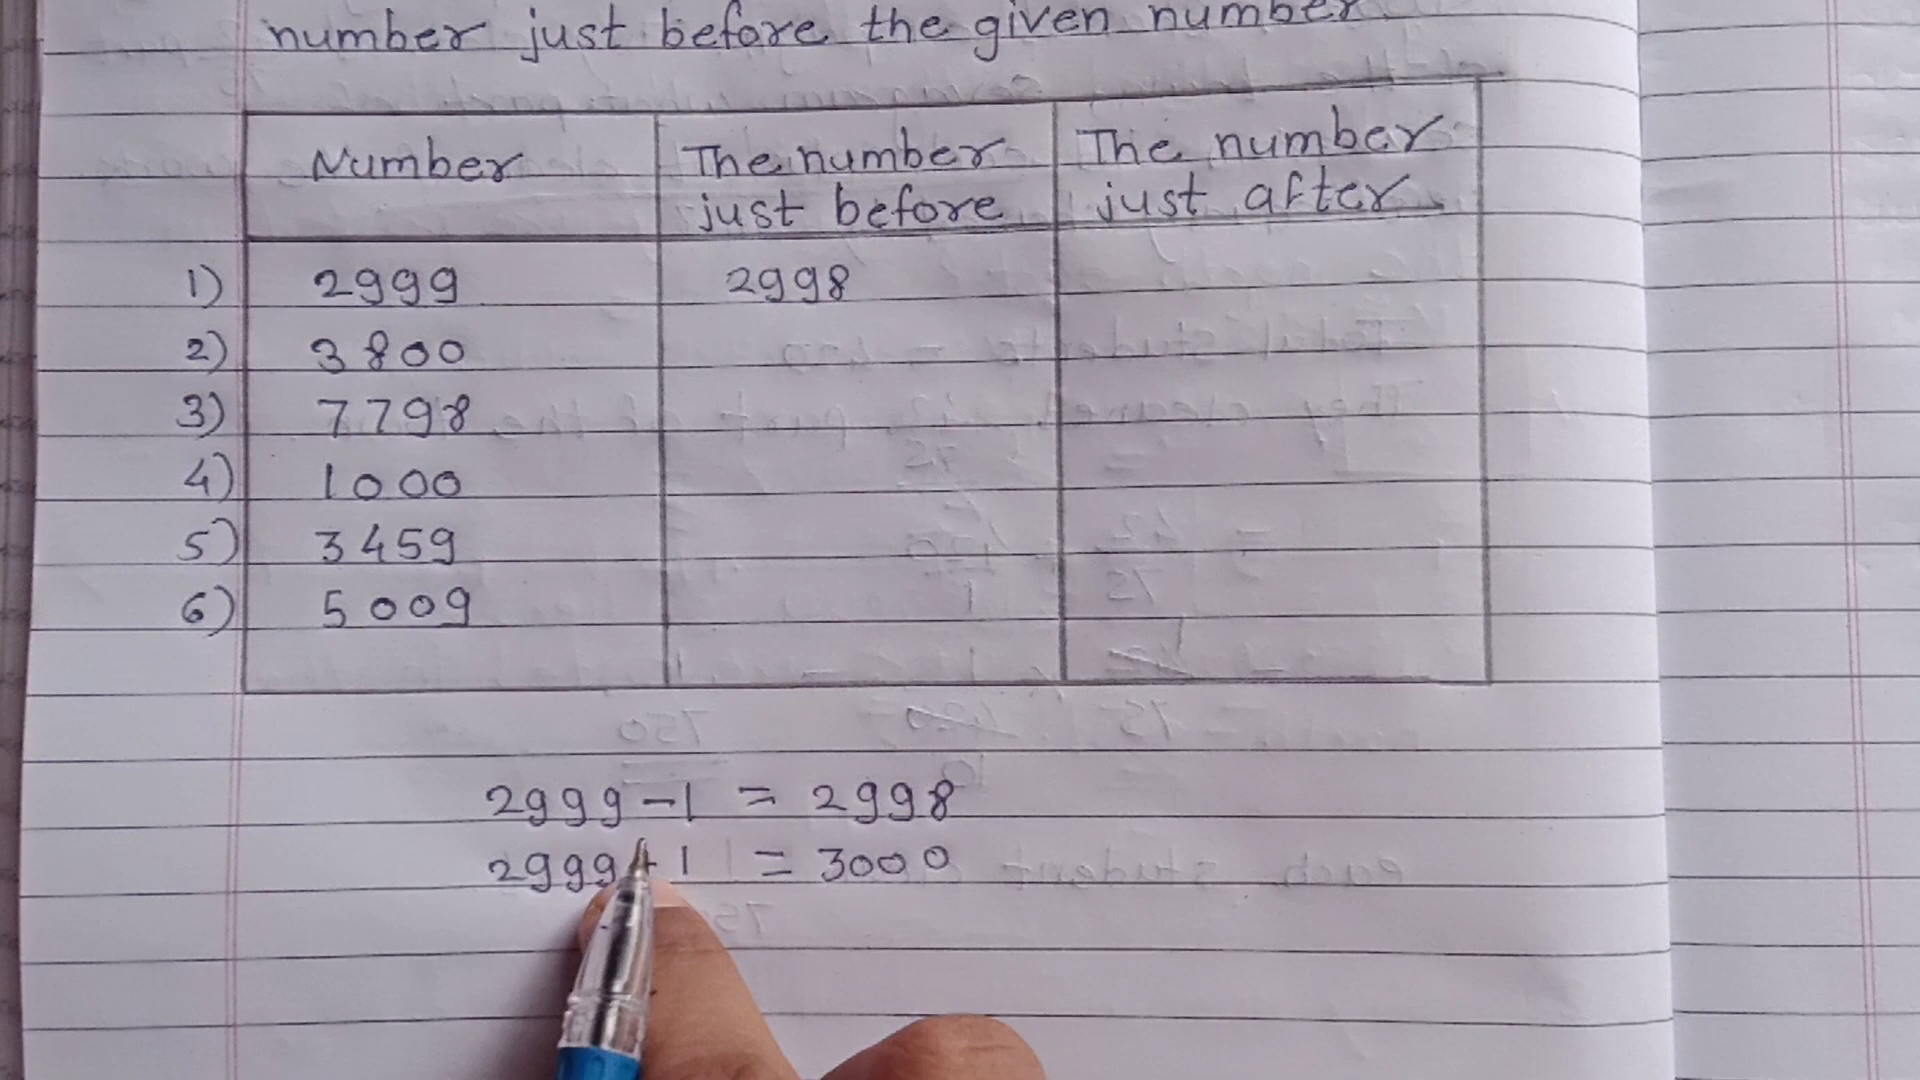 number just before the given number
Number The number just before The number just after
1) 2999 2998
2) 3800
3) 7798
4) 1000
5) 3459
6) 5009
2999 - 1 = 2998
2999 + 1 = 3000